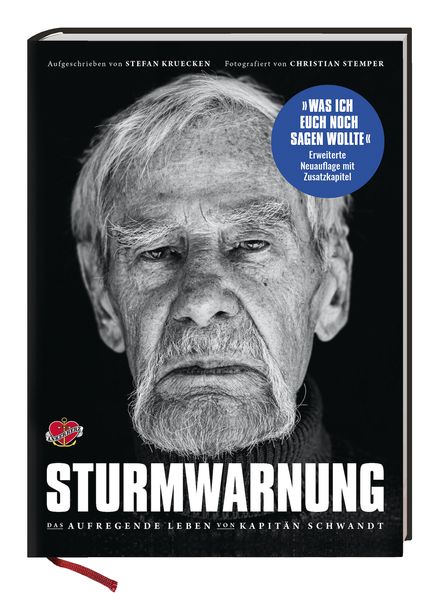 Aufgeschrieben von STEFAN KRUECKEN Fotografiert von CHRISTIAN STEMPER
»WAS ICH
EUCH NOCH
SAGEN WOLLTE«
Erweiterte
Neuauflage mit
Zusatzkapitel
ANKERHERZ
STURMWARNUNG
DAS AUFREGENDE LEBEN VON KAPITÄN SCHWANDT